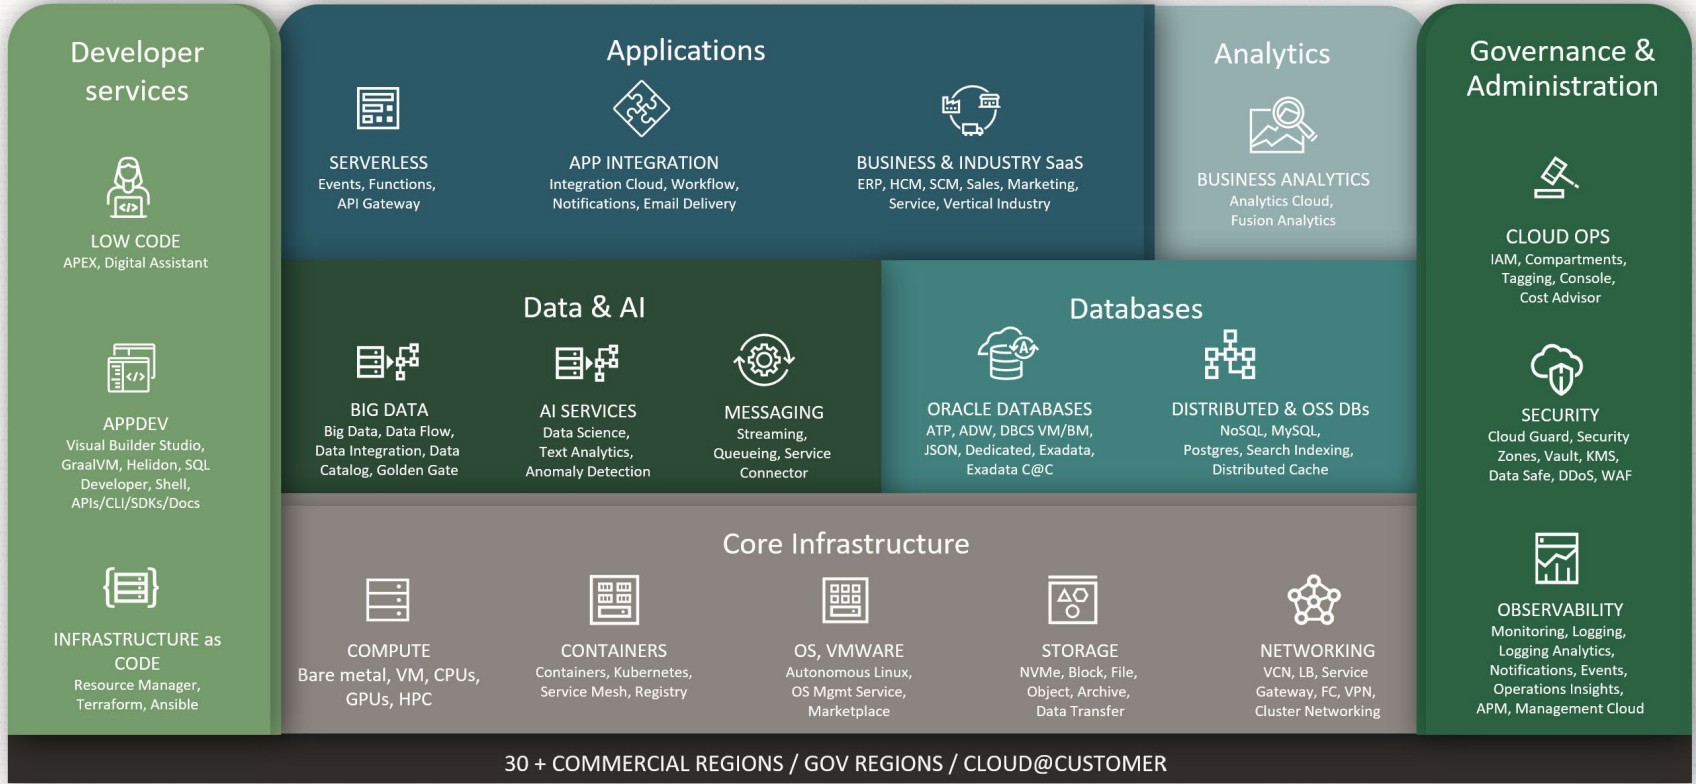 Developer
services
LOW CODE
APEX, Digital Assistant
APPDEV
Visual Builder Studio,
GraalVM, Helidon, SQL
Developer, Shell,
APIs/CLI/SDKs/Docs
INFRASTRUCTURE as
CODE
Resource Manager,
Terraform, Ansible
Applications
SERVERLESS
Events, Functions,
API Gateway
APP INTEGRATION
Integration Cloud, Workflow,
Notifications, Email Delivery
BUSINESS & INDUSTRY SaaS
ERP, HCM, SCM, Sales, Marketing,
Service, Vertical Industry
Analytics
BUSINESS ANALYTICS
Analytics Cloud,
Fusion Analytics
Data & AI
BIG DATA
Big Data, Data Flow,
Data Integration, Data
Catalog, Golden Gate
AI SERVICES
Data Science,
Text Analytics,
Anomaly Detection
MESSAGING
Streaming,
Queueing, Service
Connector
Databases
A
ORACLE DATABASES
ATP, ADW, DBCS VM/BM,
JSON, Dedicated, Exadata,
Exadata C@C
DISTRIBUTED & OSS DBs
NoSQL, MySQL,
Postgres, Search Indexing,
Distributed Cache
Core Infrastructure
COMPUTE
Bare metal, VM, CPUs,
GPUs, HPC
CONTAINERS
Containers, Kubernetes,
Service Mesh, Registry
OS, VMWARE
Autonomous Linux,
OS Mgmt Service,
Marketplace
STORAGE
NVMe, Block, File,
Object, Archive,
Data Transfer
NETWORKING
VCN, LB, Service
Gateway, FC, VPN,
Cluster Networking
Governance &
Administration
CLOUD OPS
IAM, Compartments,
Tagging, Console,
Cost Advisor
SECURITY
Cloud Guard, Security
Zones, Vault, KMS,
Data Safe, DDoS, WAF
OBSERVABILITY
Monitoring, Logging,
Logging Analytics,
Notifications, Events,
Operations Insights,
APM, Management Cloud
30 + COMMERCIAL REGIONS / GOV REGIONS / CLOUD@CUSTOMER